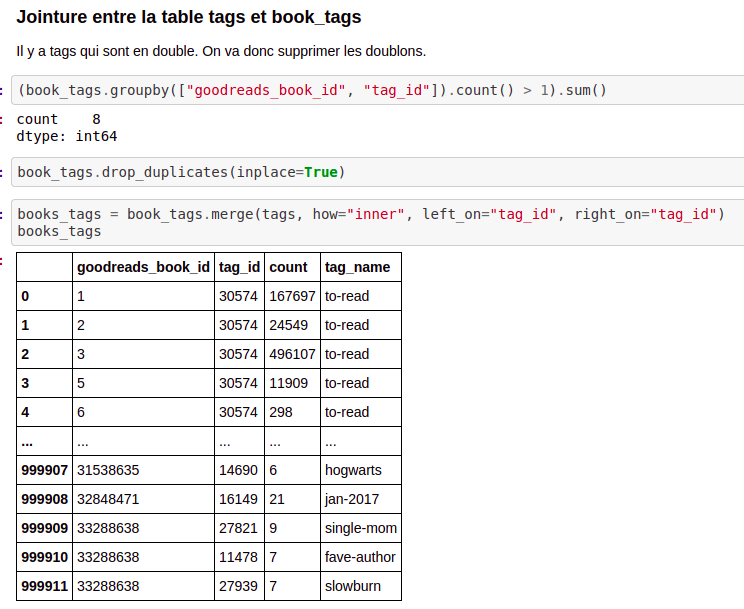 Jointure entre la table tags et book_tags
Il y a tags qui sont en double. On va donc supprimer les doublons.
: (book_tags.groupby(["goodreads_book_id", "tag_id"]).count() > 1).sum()
: count    8
dtype: int64
: book_tags.drop_duplicates(inplace=True)
: books_tags = book_tags.merge(tags, how="inner", left_on="tag_id", right_on="tag_id")
books_tags
: goodreads_book_id tag_id count tag_name
0 1 30574 167697 to-read
1 2 30574 24549 to-read
2 3 30574 496107 to-read
3 5 30574 11909 to-read
4 6 30574 298 to-read
... ... ... ... ...
999907 31538635 14690 6 hogwarts
999908 32848471 16149 21 jan-2017
999909 33288638 27821 9 single-mom
999910 33288638 11478 7 fave-author
999911 33288638 27939 7 slowburn